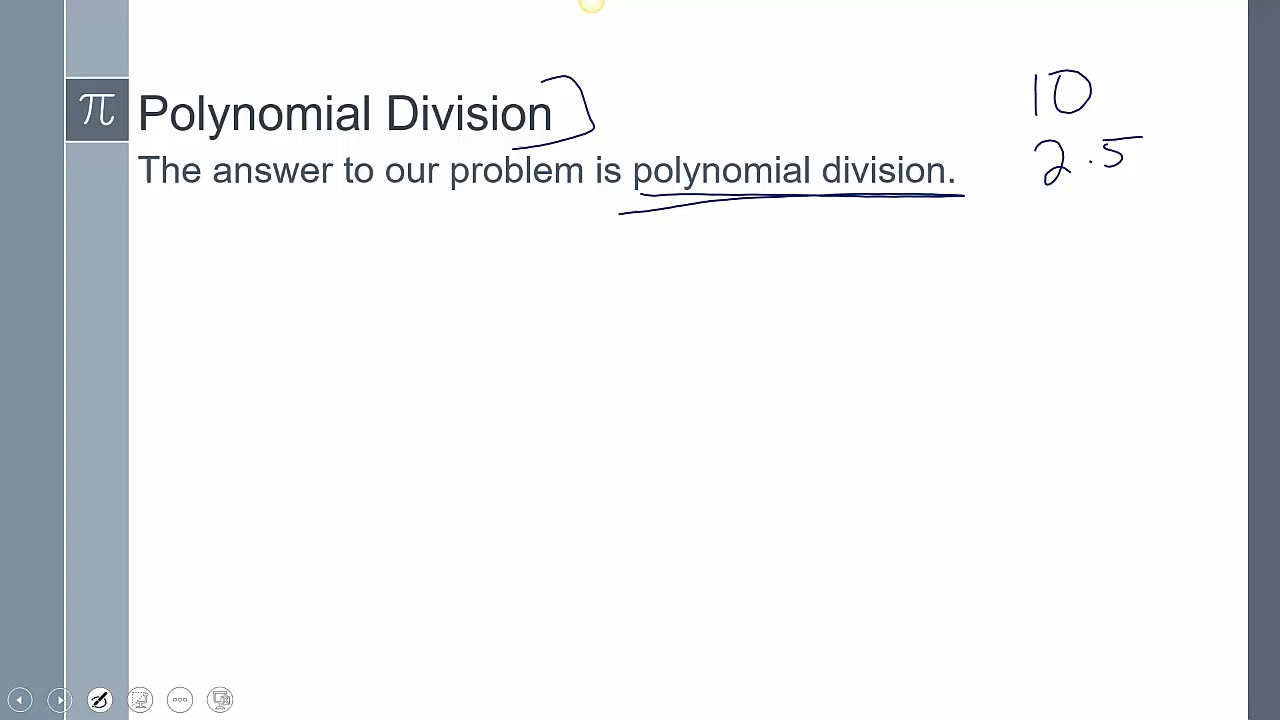 π Polynomial Division
The answer to our problem is polynomial division.
10
2.5